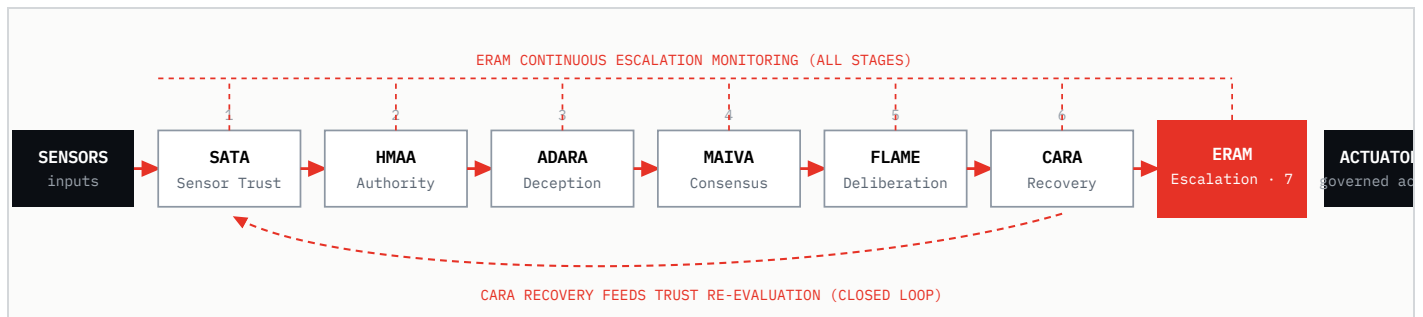 ERAM CONTINUOUS ESCALATION MONITORING (ALL STAGES)
1 2 3 4 5 6
SENSORS
inputs
SATA
Sensor Trust
HMAA
Authority
ADARA
Deception
MAIVA
Consensus
FLAME
Deliberation
CARA
Recovery
ERAM
Escalation · 7
ACTUATO
governed ac
CARA RECOVERY FEEDS TRUST RE-EVALUATION (CLOSED LOOP)